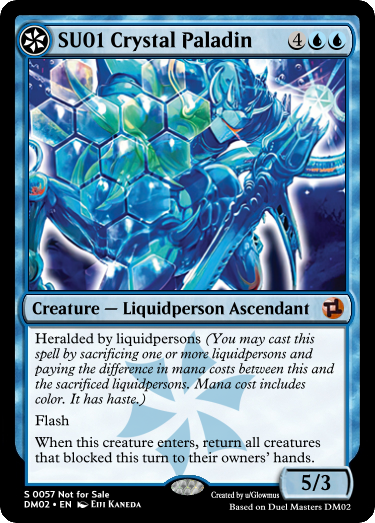 SU01 Crystal Paladin 4
Creature — Liquidperson Ascendant
Heralded by liquidpersons (You may cast this
spell by sacrificing one or more liquidpersons and
paying the difference in mana costs between this and
the sacrificed liquidpersons. Mana cost includes
color. It has haste.)
Flash
When this creature enters, return all creatures
that blocked this turn to their owners' hands.
5/3
S 0057 Not for Sale
DM02 • EN Eiji Kaneda
Created by u/Glowmus
Based on Duel Masters DM02